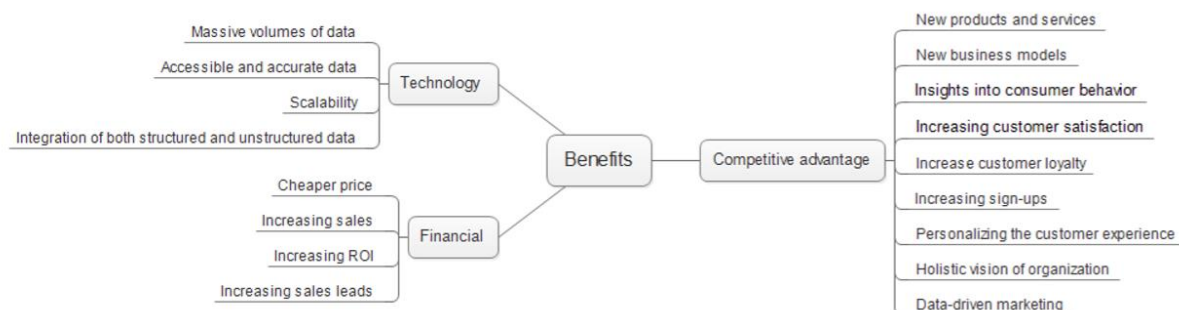 Massive volumes of data
Accessible and accurate data
Scalability
Integration of both structured and unstructured data
Technology
Cheaper price
Increasing sales
Increasing ROI
Increasing sales leads
Financial
Benefits
Competitive advantage
New products and services
New business models
Insights into consumer behavior
Increasing customer satisfaction
Increase customer loyalty
Increasing sign-ups
Personalizing the customer experience
Holistic vision of organization
Data-driven marketing